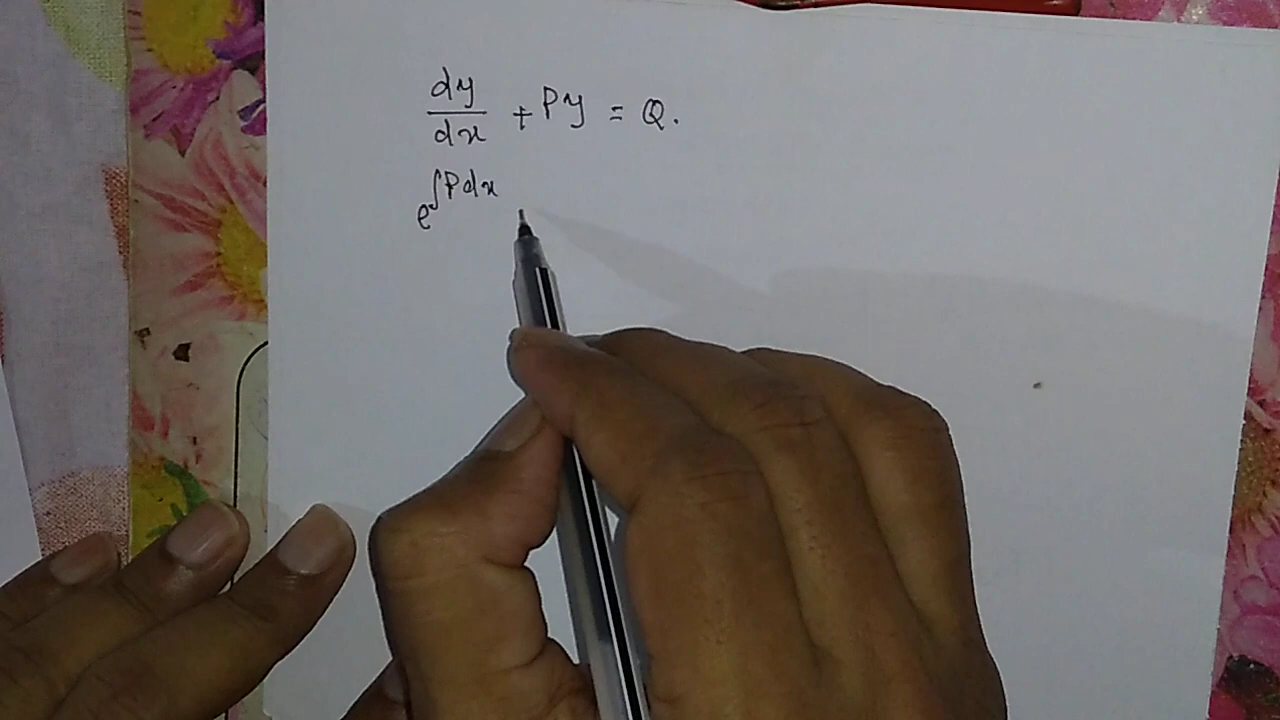 dy/dx + Py = Q.
e^∫Pdx